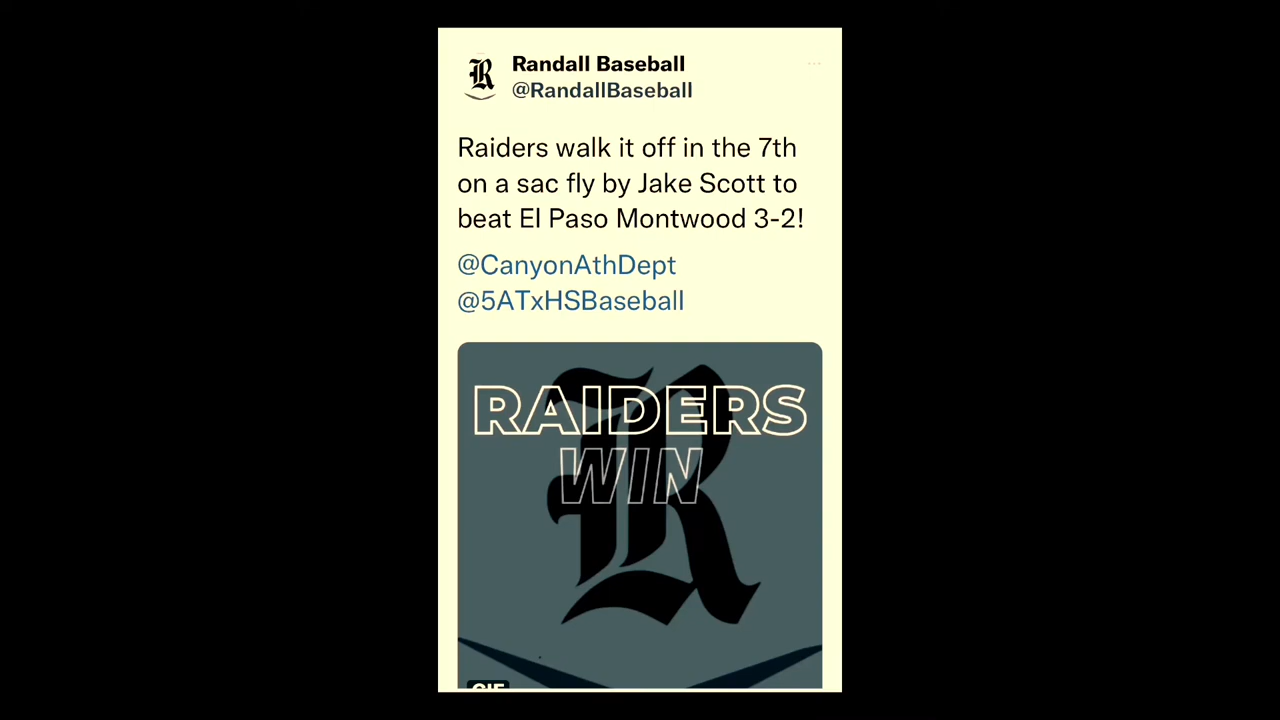 Randall Baseball
@RandallBaseball
Raiders walk it off in the 7th
on a sac fly by Jake Scott to
beat El Paso Montwood 3-2!
@CanyonAthDept
@5ATxHSBaseball
R
RAIDERS
WIN
GIF